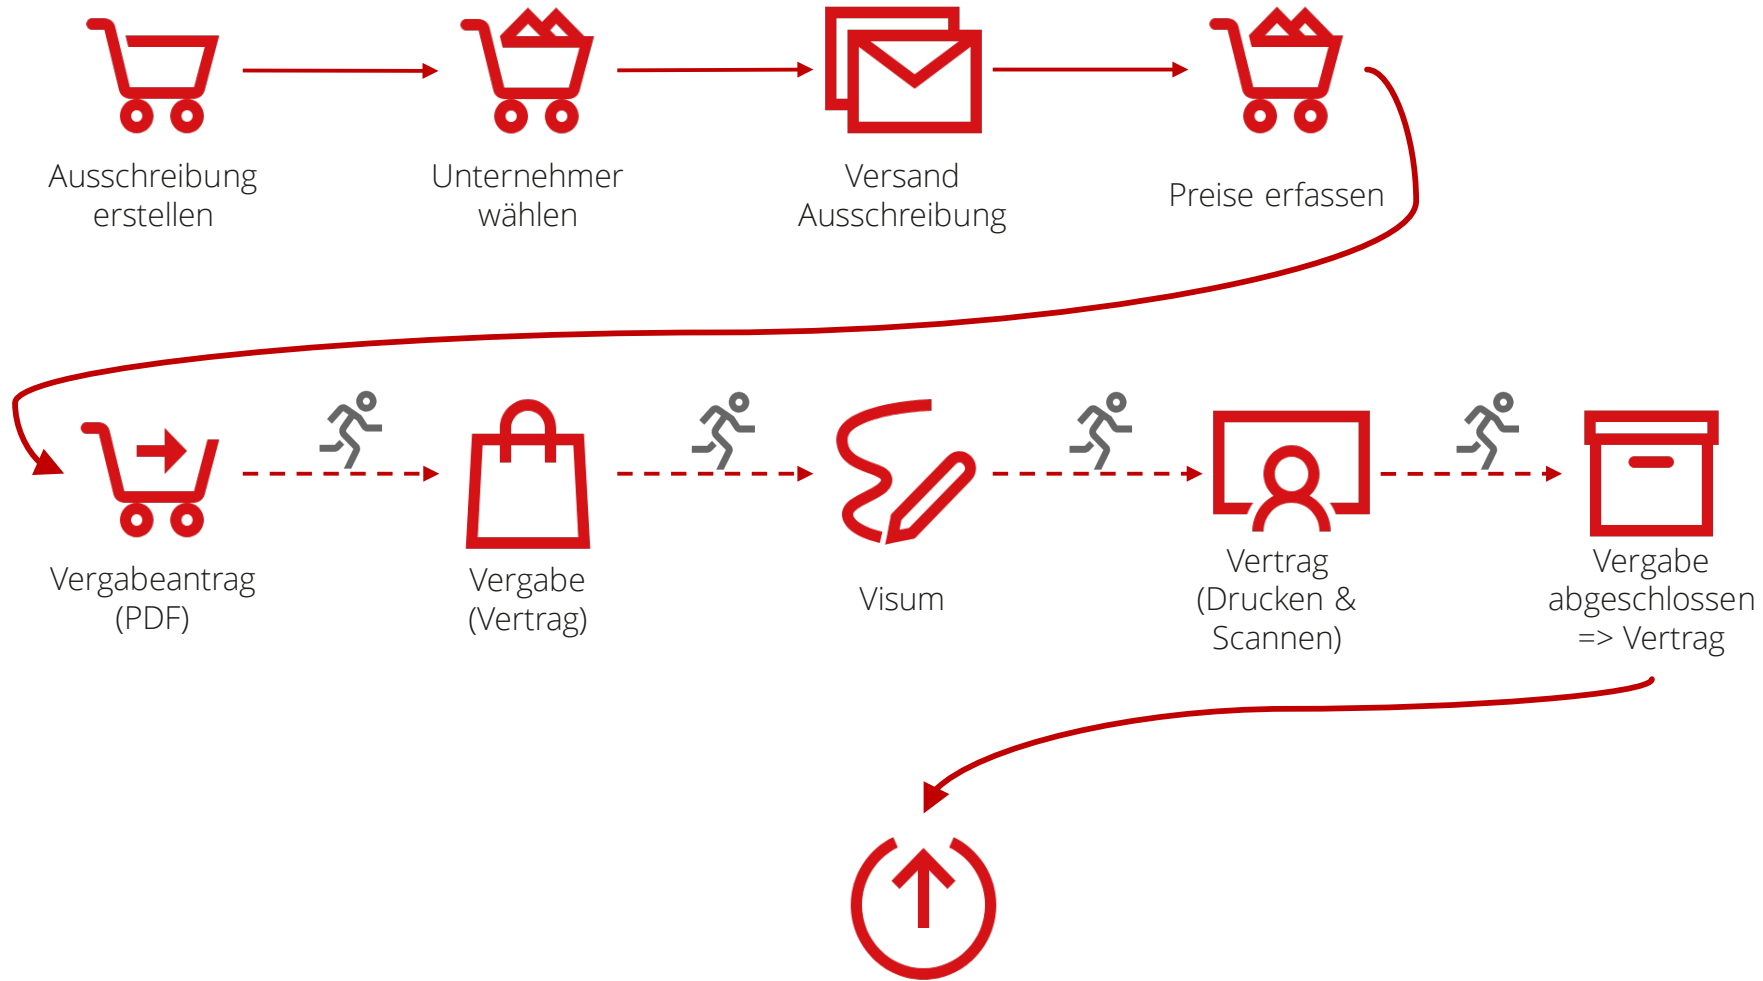 Ausschreibung
erstellen
Unternehmer
wählen
Versand
Ausschreibung
Preise erfassen
Vergabeantrag
(PDF)
Vergabe
(Vertrag)
Visum
Vertrag
(Drucken &
Scannen)
Vergabe
abgeschlossen
=> Vertrag